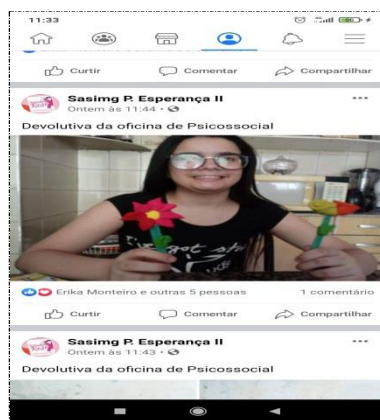 11:33
Curtir Comentar Compartilhar
Sasimg P. Esperança II
Ontem às 11:44
Devolutiva da oficina de Psicossocial
Erika Monteiro e outras 5 pessoas 1 comentário
Curtir Comentar Compartilhar
Sasimg P. Esperança II
Ontem às 11:43
Devolutiva da oficina de Psicossocial